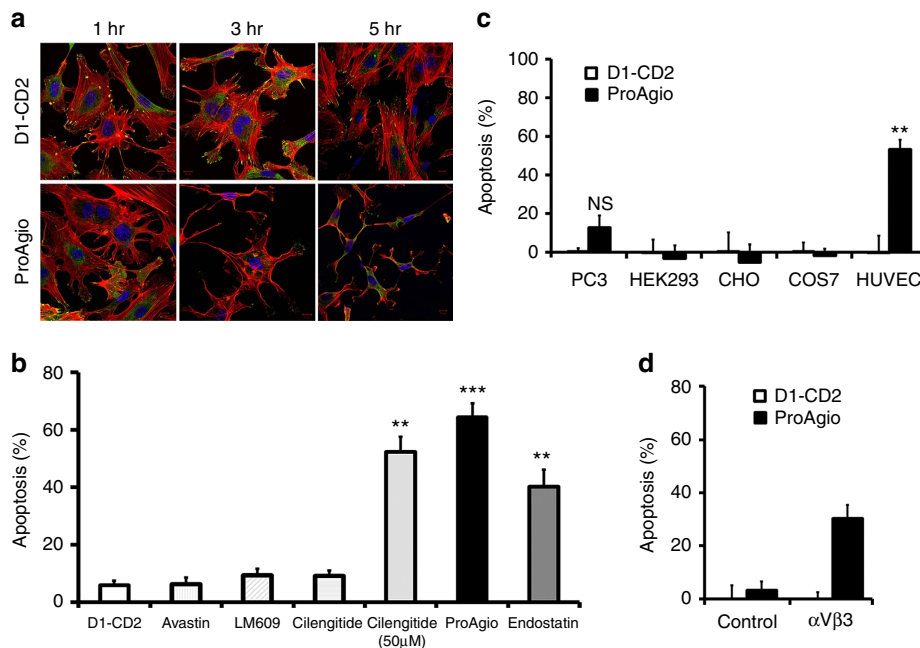 a
1 hr 3 hr 5 hr
D1-CD2
ProAgio
b
Apoptosis (%)
80
60
40
20
0
** *** **
D1-CD2 Avastin LM609 Cilengitide Cilengitide (50μM) ProAgio Endostatin
c
D1-CD2
ProAgio
Apoptosis (%)
100
80
60
40
20
0
NS **
PC3 HEK293 CHO COS7 HUVEC
d
D1-CD2
ProAgio
Apoptosis (%)
80
60
40
20
0
Control αVβ3